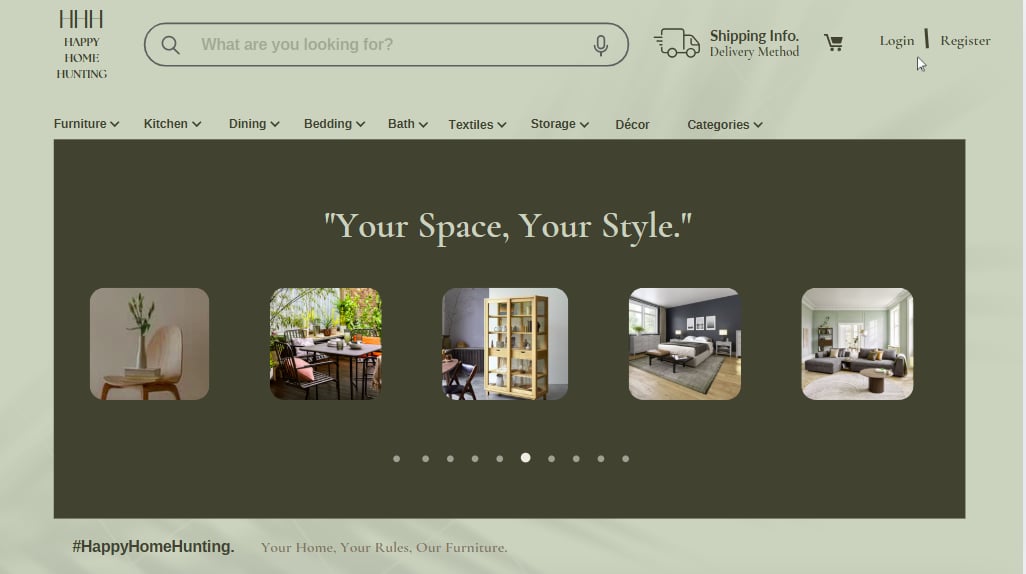 HHH
HAPPY
HOME
HUNTING
What are you looking for?
Shipping Info.
Delivery Method
Login
Register
Furniture
Kitchen
Dining
Bedding
Bath
Textiles
Storage
Décor
Categories
"Your Space, Your Style."
#HappyHomeHunting.
Your Home, Your Rules, Our Furniture.